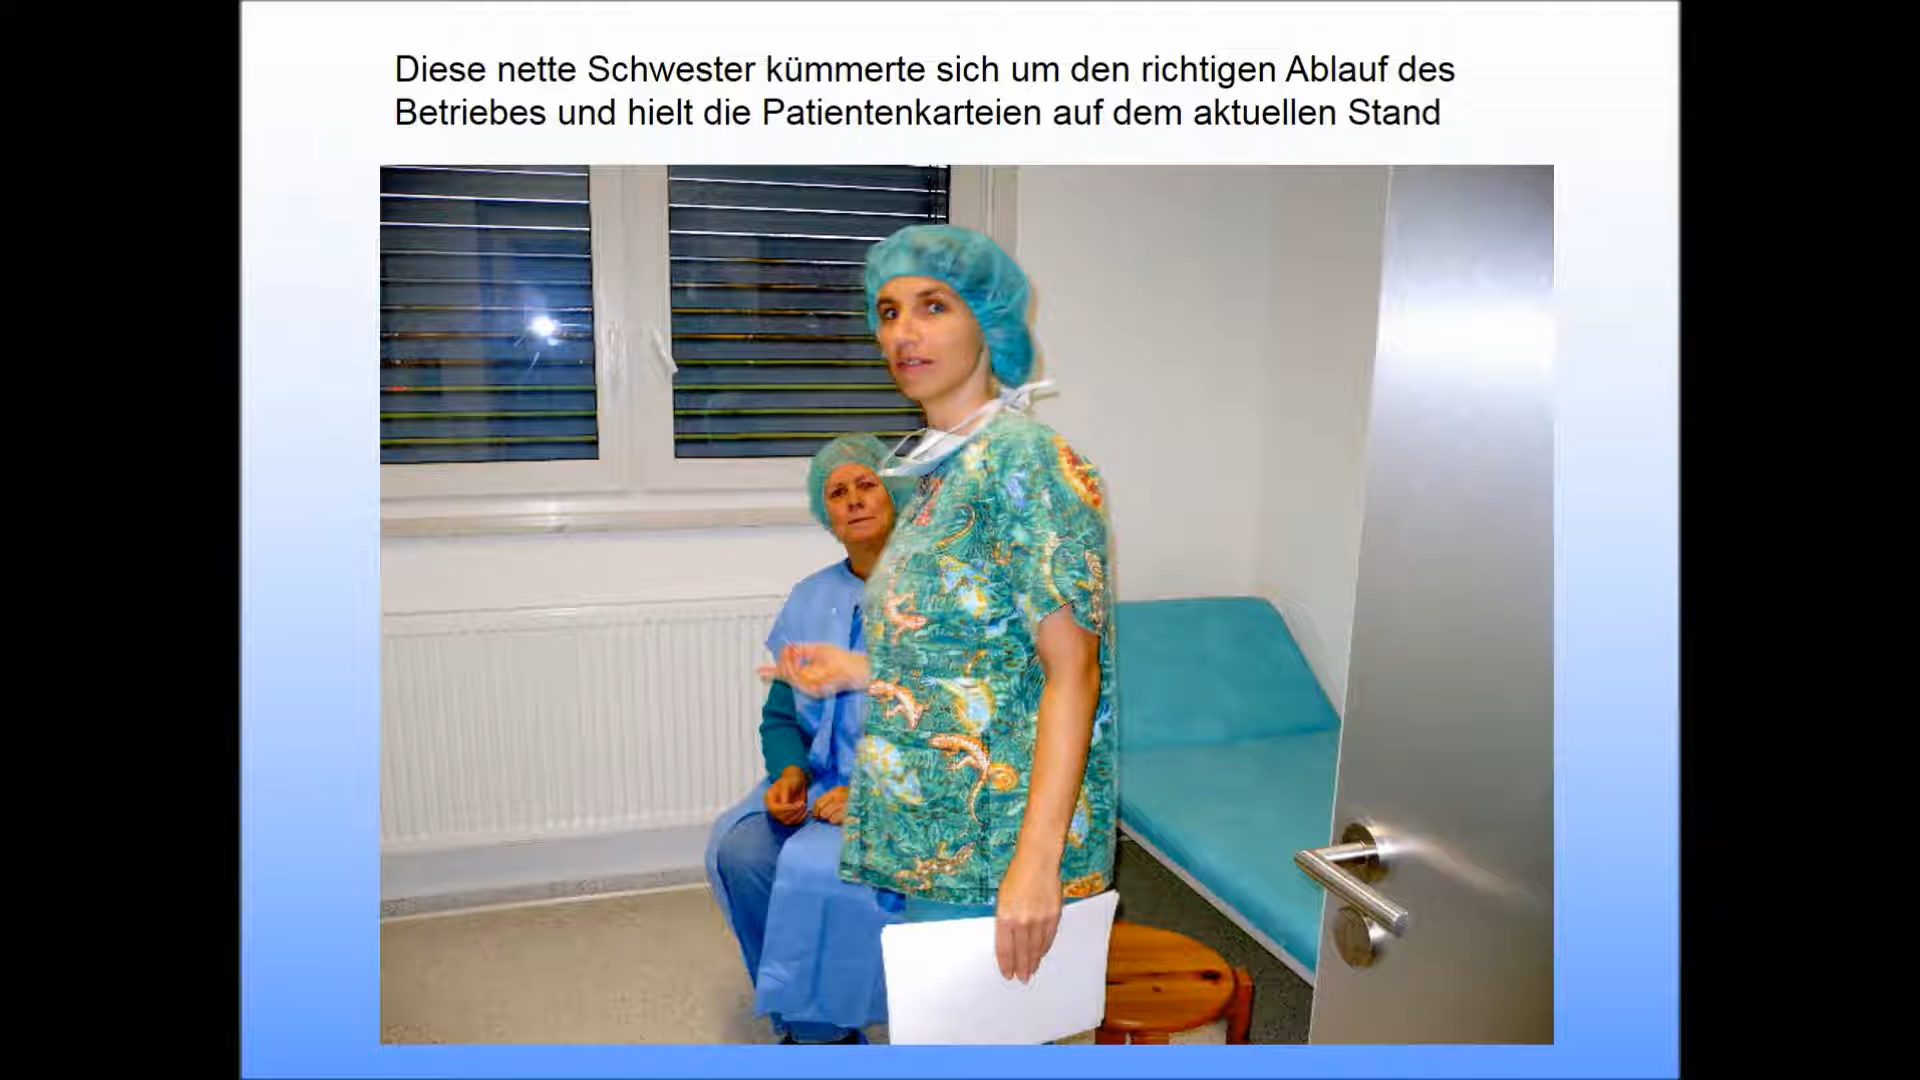 Diese nette Schwester kümmerte sich um den richtigen Ablauf des
Betriebes und hielt die Patientenkarteien auf dem aktuellen Stand